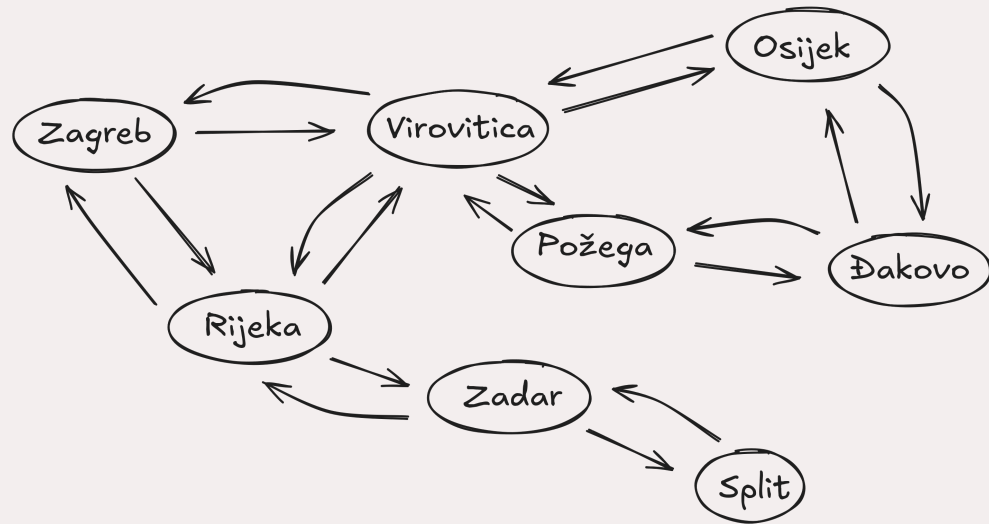 Osijek
Zagreb
Virovitica
Požega
Đakovo
Rijeka
Zadar
Split